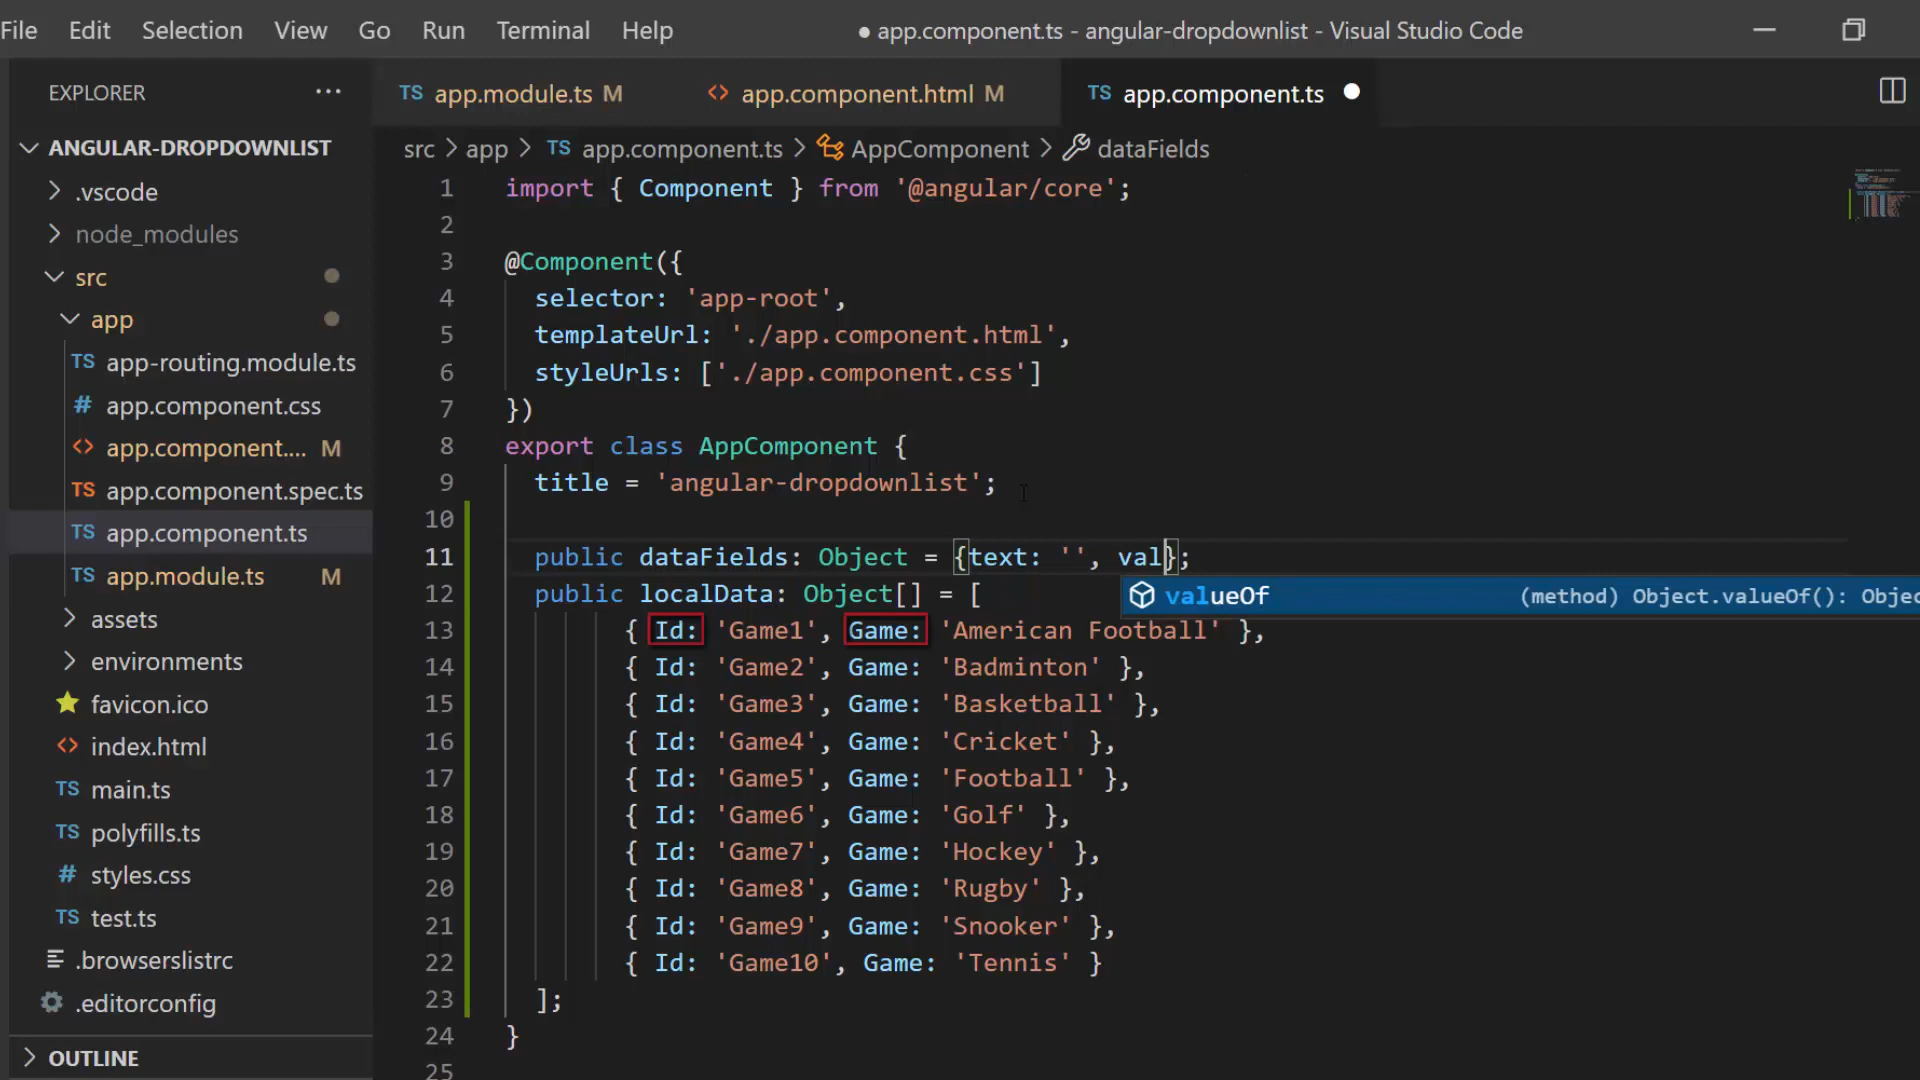 File Edit Selection View Go Run Terminal Help ● app.component.ts - angular-dropdownlist - Visual Studio Code
EXPLORER ···
TS app.module.ts M <> app.component.html M TS app.component.ts ●
ANGULAR-DROPDOWNLIST
src > app > TS app.component.ts > AppComponent > dataFields
.vscode
node_modules
src
app
TS app-routing.module.ts
# app.component.css
<> app.component.... M
TS app.component.spec.ts
TS app.component.ts
TS app.module.ts M
assets
environments
favicon.ico
<> index.html
TS main.ts
TS polyfills.ts
# styles.css
TS test.ts
.browserslistrc
.editorconfig
OUTLINE
1 import { Component } from '@angular/core';
2
3 @Component({
4 selector: 'app-root',
5 templateUrl: './app.component.html',
6 styleUrls: ['./app.component.css']
7 })
8 export class AppComponent {
9 title = 'angular-dropdownlist';
10
11 public dataFields: Object = {text: '', val};
12 public localData: Object[] = [
valueOf (method) Object.valueOf(): Objec
13 { Id: 'Game1', Game: 'American Football' },
14 { Id: 'Game2', Game: 'Badminton' },
15 { Id: 'Game3', Game: 'Basketball' },
16 { Id: 'Game4', Game: 'Cricket' },
17 { Id: 'Game5', Game: 'Football' },
18 { Id: 'Game6', Game: 'Golf' },
19 { Id: 'Game7', Game: 'Hockey' },
20 { Id: 'Game8', Game: 'Rugby' },
21 { Id: 'Game9', Game: 'Snooker' },
22 { Id: 'Game10', Game: 'Tennis' }
23 ];
24 }
25